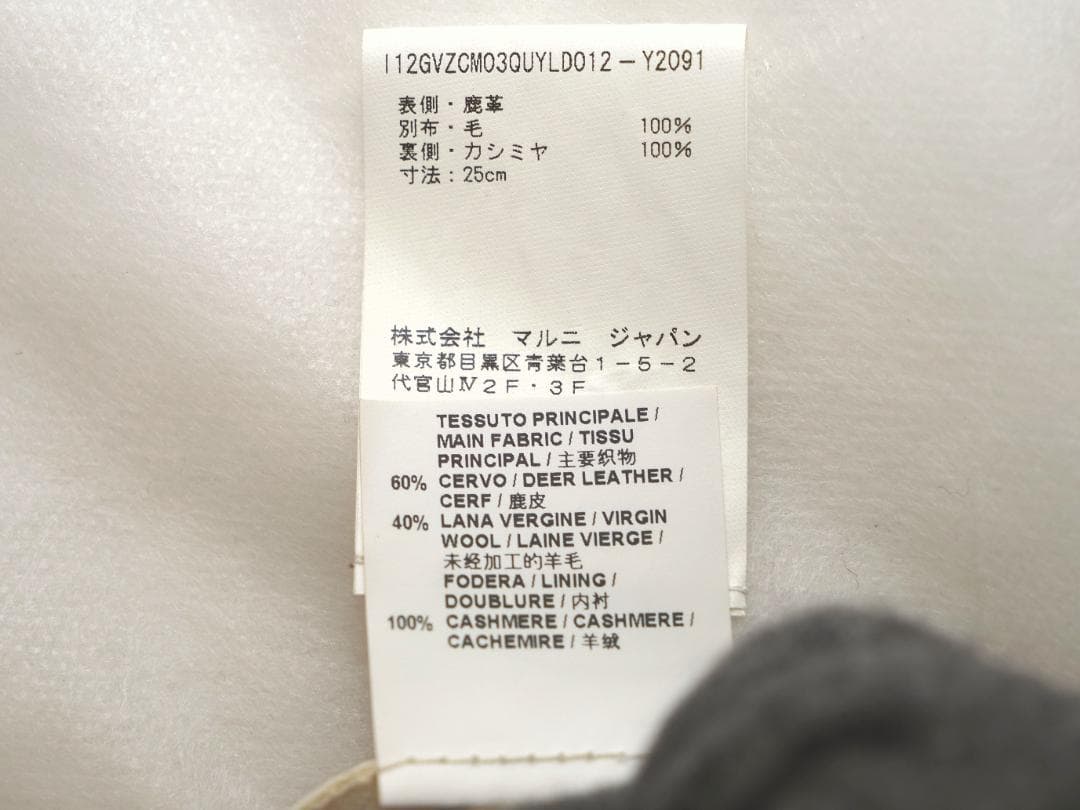 I12GVZCM03QUYLD012－Y2091
表側・鹿革
別布・毛 100%
裏側・カシミヤ 100%
寸法：25cm
株式会社 マルニ ジャパン
東京都目黒区青葉台１－５－２
代官山Ⅳ２Ｆ・３Ｆ
TESSUTO PRINCIPALE /
MAIN FABRIC / TISSU
PRINCIPAL / 主要织物
60% CERVO / DEER LEATHER /
CERF / 鹿皮
40% LANA VERGINE / VIRGIN
WOOL / LAINE VIERGE /
未经加工的羊毛
FODERA / LINING /
DOUBLURE / 内衬
100% CASHMERE / CASHMERE /
CACHEMIRE / 羊绒